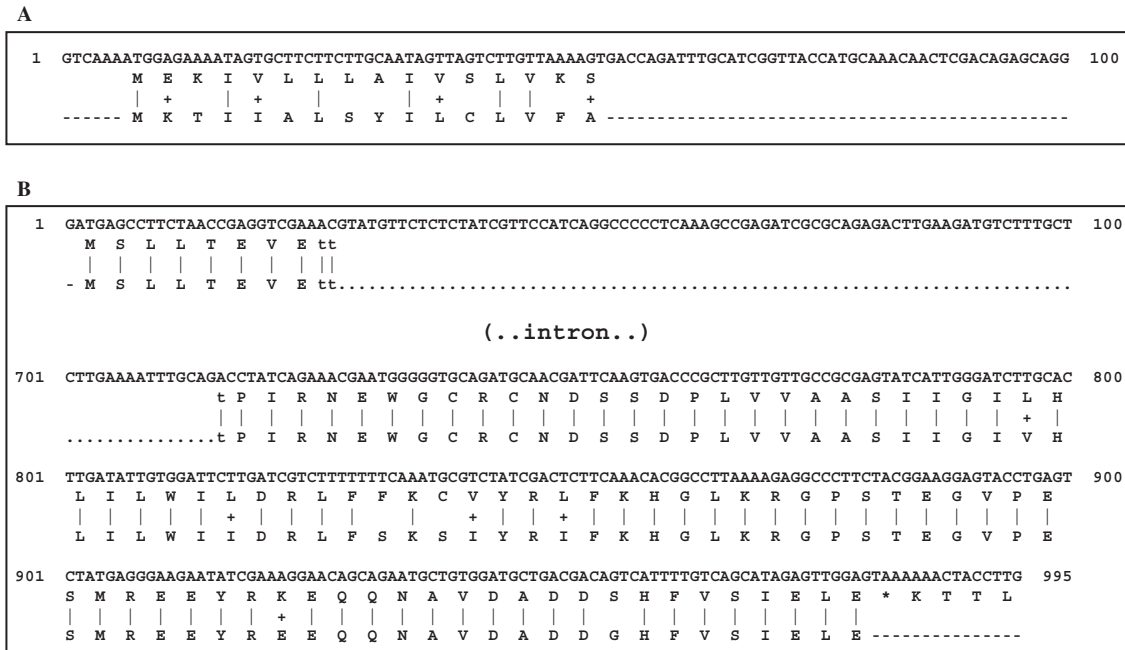 A
1 GTCAAAATGGAGAAAATAGTGCTTCTTCTTGCAATAGTTAGTCTTGTTAAAAGTGACCAGATTTGCATCGGTTACCATGCAAACAACTCGACAGAGCAGG 100
M E K I V L L L A I V S L V K S
| + | + | | + | | +
------ M K T I I A L S Y I L C L V F A ----------------------------------------------
B
1 GATGAGCCTTCTAACCGAGGTCGAAACGTATGTTCTCTCTATCGTTCCATCAGGCCCCCTCAAAGCCGAGATCGCGCAGAGACTTGAAGATGTCTTTGCT 100
M S L L T E V E tt
| | | | | | | | ||
- M S L L T E V E tt..........................................................................
(..intron..)
701 CTTGAAAATTTGCAGACCTATCAGAAACGAATGGGGGTGCAGATGCAACGATTCAAGTGACCCGCTTGTTGTTGCCGCGAGTATCATTGGGATCTTGCAC 800
t P I R N E W G C R C N D S S D P L V V A A S I I G I L H
| | | | | | | | | | | | | | | | | | | | | | | | | | | + |
...............t P I R N E W G C R C N D S S D P L V V A A S I I G I V H
801 TTGATATTGTGGATTCTTGATCGTCTTTTTTTCAAATGCGTCTATCGACTCTTCAAACACGGCCTTAAAAGAGGCCCTTCTACGGAAGGAGTACCTGAGT 900
L I L W I L D R L F F K C V Y R L F K H G L K R G P S T E G V P E
| | | | | + | | | | | + | | + | | | | | | | | | | | | | | | |
L I L W I I D R L F S K S I Y R I F K H G L K R G P S T E G V P E
901 CTATGAGGGAAGAATATCGAAAGGAACAGCAGAATGCTGTGGATGCTGACGACAGTCATTTTGTCAGCATAGAGTTGGAGTAAAAAACTACCTTG 995
S M R E E Y R K E Q Q N A V D A D D S H F V S I E L E * K T T L
| | | | | | | + | | | | | | | | | | | | | | | | | |
S M R E E Y R E E Q Q N A V D A D D G H F V S I E L E ---------------